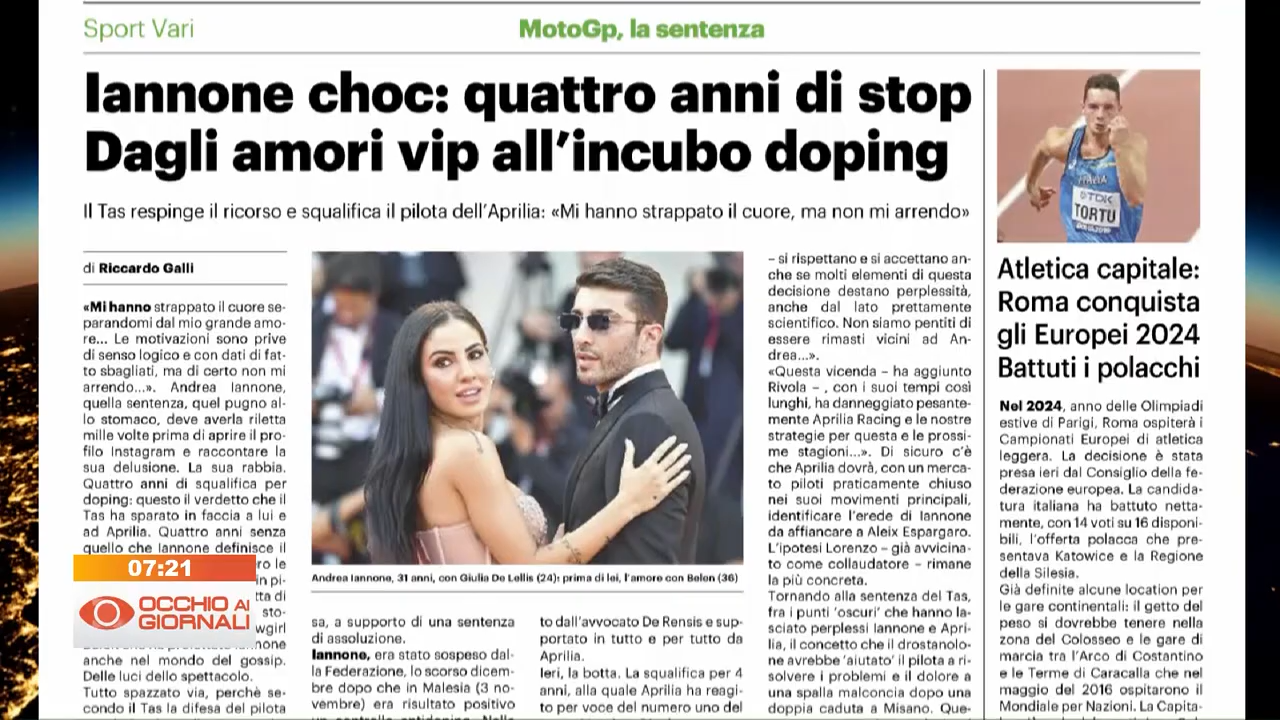 Sport Vari
MotoGp, la sentenza
Iannone choc: quattro anni di stop
Dagli amori vip all'incubo doping
Il Tas respinge il ricorso e squalifica il pilota dell'Aprilia: «Mi hanno strappato il cuore, ma non mi arrendo»
di Riccardo Galli
«Mi hanno strappato il cuore se-
parandomi dal mio grande amo-
re... Le motivazioni sono prive
di senso logico e con dati di fat-
to sbagliati, ma di certo non mi
arrendo...». Andrea Iannone,
quella sentenza, quel pugno al-
lo stomaco, deve averla riletta
mille volte prima di aprire il pro-
filo Instagram e raccontare la
sua delusione. La sua rabbia.
Quattro anni di squalifica per
doping: questo il verdetto che il
Tas ha sparato in faccia a lui e
ad Aprilia. Quattro anni senza
quello che Iannone definisce il
ro le
in pi-
tta di
sto-
wgirl
nnone
anche nel mondo del gossip.
Delle luci dello spettacolo.
Tutto spazzato via, perchè se-
condo il Tas la difesa del pilota
07:21
OCCHIO AI
GIORNALI
Andrea Iannone, 31 anni, con Giulia De Lellis (24): prima di lei, l'amore con Belen (36)
sa, a supporto di una sentenza
di assoluzione.
Iannone, era stato sospeso dal-
la Federazione, lo scorso dicem-
bre dopo che in Malesia (3 no-
vembre) era risultato positivo
to dall'avvocato De Rensis e sup-
portato in tutto e per tutto da
Aprilia.
Ieri, la botta. La squalifica per 4
anni, alla quale Aprilia ha reagi-
to per voce del numero uno del
– si rispettano e si accettano an-
che se molti elementi di questa
decisione destano perplessità,
anche dal lato prettamente
scientifico. Non siamo pentiti di
essere rimasti vicini ad An-
drea...».
«Questa vicenda – ha aggiunto
Rivola – , con i suoi tempi così
lunghi, ha danneggiato pesante-
mente Aprilia Racing e le nostre
strategie per questa e le prossi-
me stagioni...». Di sicuro c'è
che Aprilia dovrà, con un merca-
to piloti praticamente chiuso
nei suoi movimenti principali,
identificare l'erede di Iannone
da affiancare a Aleix Espargaro.
L'ipotesi Lorenzo – già avvicina-
to come collaudatore – rimane
la più concreta.
Tornando alla sentenza del Tas,
fra i punti 'oscuri' che hanno la-
sciato perplessi Iannone e Apri-
lia, il concetto che il drostanolo-
ne avrebbe 'aiutato' il pilota a ri-
solvere i problemi e il dolore a
una spalla malconcia dopo una
doppia caduta a Misano. Que-
ITALIA
TDK
TORTU
Atletica capitale:
Roma conquista
gli Europei 2024
Battuti i polacchi
Nel 2024, anno delle Olimpiadi
estive di Parigi, Roma ospiterà i
Campionati Europei di atletica
leggera. La decisione è stata
presa ieri dal Consiglio della fe-
derazione europea. La candida-
tura italiana ha battuto netta-
mente, con 14 voti su 16 disponi-
bili, l'offerta polacca che pre-
sentava Katowice e la Regione
della Silesia.
Già definite alcune location per
le gare continentali: il getto del
peso si dovrebbe tenere nella
zona del Colosseo e le gare di
marcia tra l'Arco di Costantino
e le Terme di Caracalla che nel
maggio del 2016 ospitarono il
Mondiale per Nazioni. La Capita-